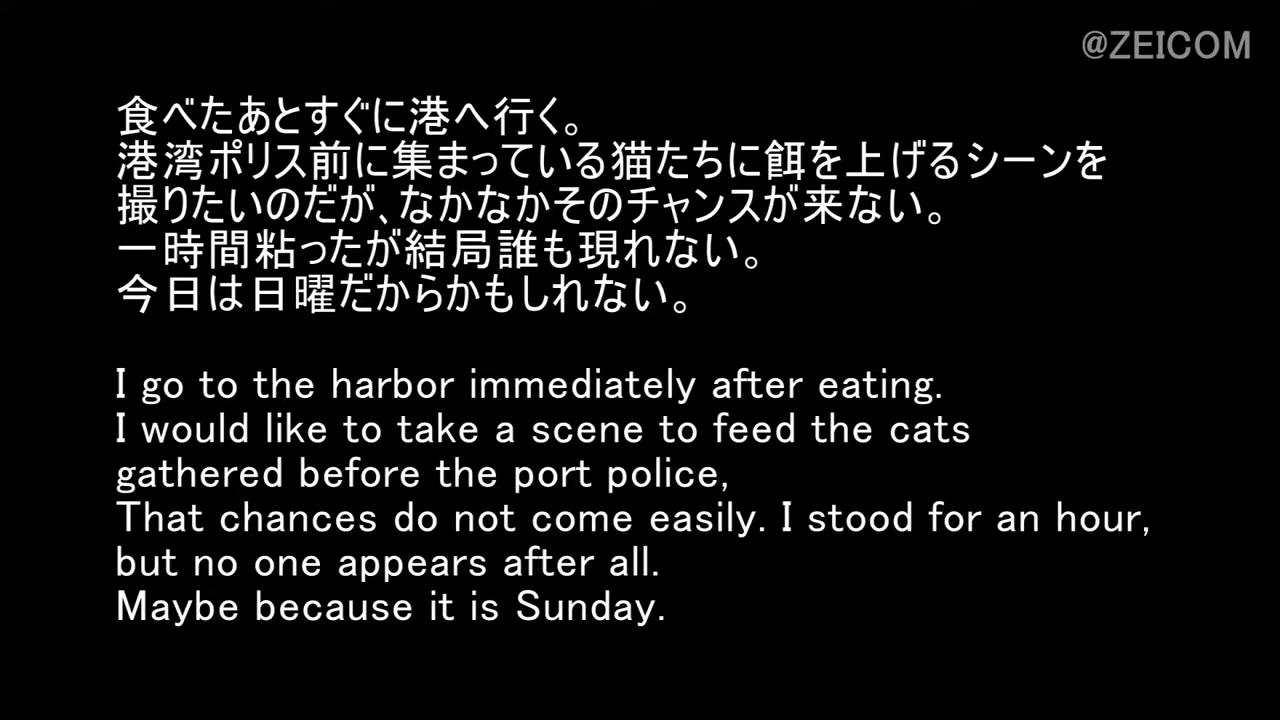 @ZEICOM
食べたあとすぐに港へ行く。
港湾ポリス前に集まっている猫たちに餌を上げるシーンを
撮りたいのだが、なかなかそのチャンスが来ない。
一時間粘ったが結局誰も現れない。
今日は日曜だからかもしれない。
I go to the harbor immediately after eating.
I would like to take a scene to feed the cats
gathered before the port police,
That chances do not come easily. I stood for an hour,
but no one appears after all.
Maybe because it is Sunday.